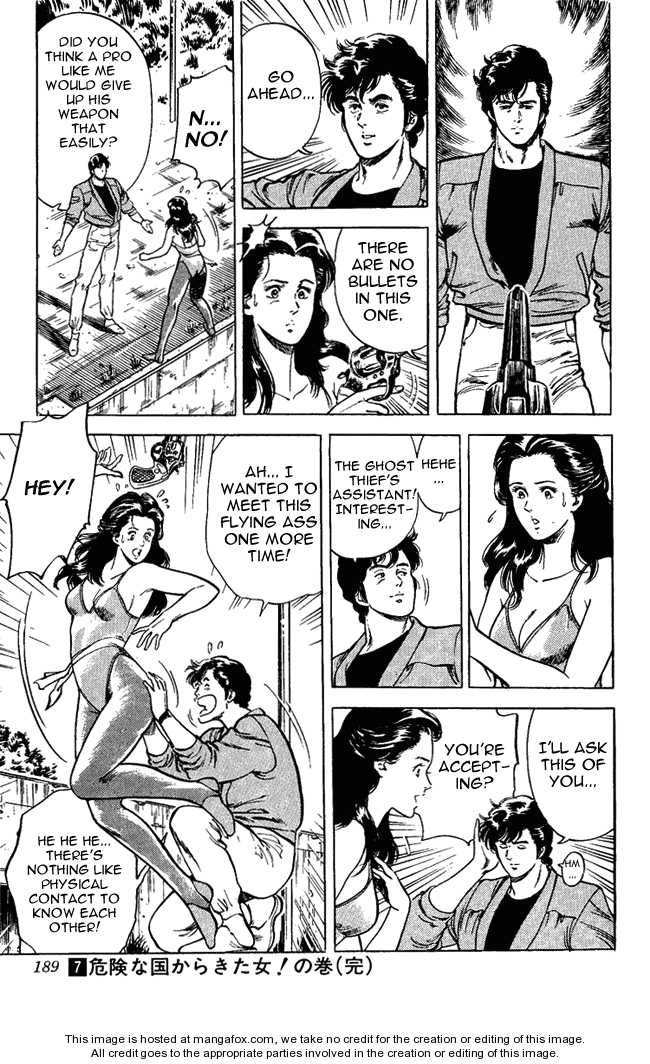 GO
AHEAD...
THERE
ARE NO
BULLETS
IN THIS
ONE.
N...
NO!
DID YOU
THINK A PRO
LIKE ME
WOULD GIVE
UP HIS
WEAPON
THAT
EASILY?
HEHE
...
THE GHOST
THIEF'S
ASSISTANT!
INTEREST-
ING...
I'LL ASK
THIS OF
YOU...
YOU'RE
ACCEPT-
ING?
HM
...
AH... I
WANTED TO
MEET THIS
FLYING ASS
ONE MORE
TIME!
HEY!
HE HE HE...
THERE'S
NOTHING LIKE
PHYSICAL
CONTACT TO
KNOW EACH
OTHER!
189 7 危険な国からきた女!の巻(完)
This image is hosted at mangafox.com, we take no credit for the creation or editing of this image.
All credit goes to the appropriate parties involved in the creation or editing of this image.